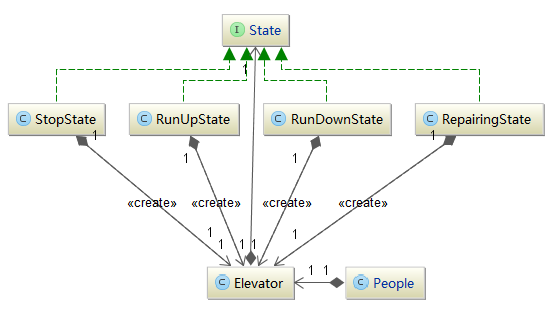 I State
1
C StopState
C RunUpState
C RunDownState
C RepairingState
1
1
1
1
«create»
«create»
«create»
«create»
1
1
1
1
1
1
C Elevator
1
1
C People